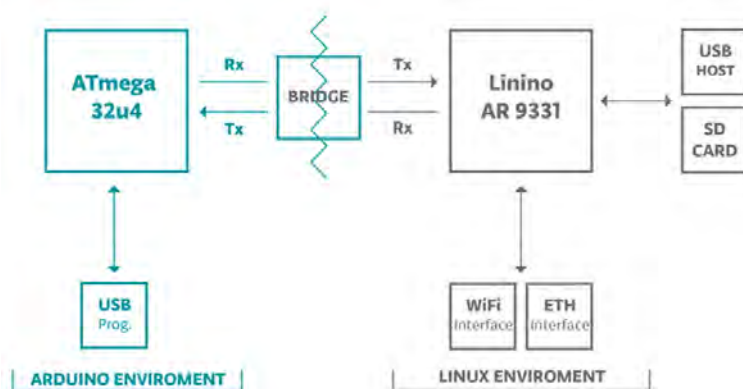 ATmega
32u4
Rx
Tx
BRIDGE
Tx
Rx
Linino
AR 9331
USB
HOST
SD
CARD
USB
Prog.
WiFi
Interface
ETH
Interface
ARDUINO ENVIROMENT
LINUX ENVIROMENT